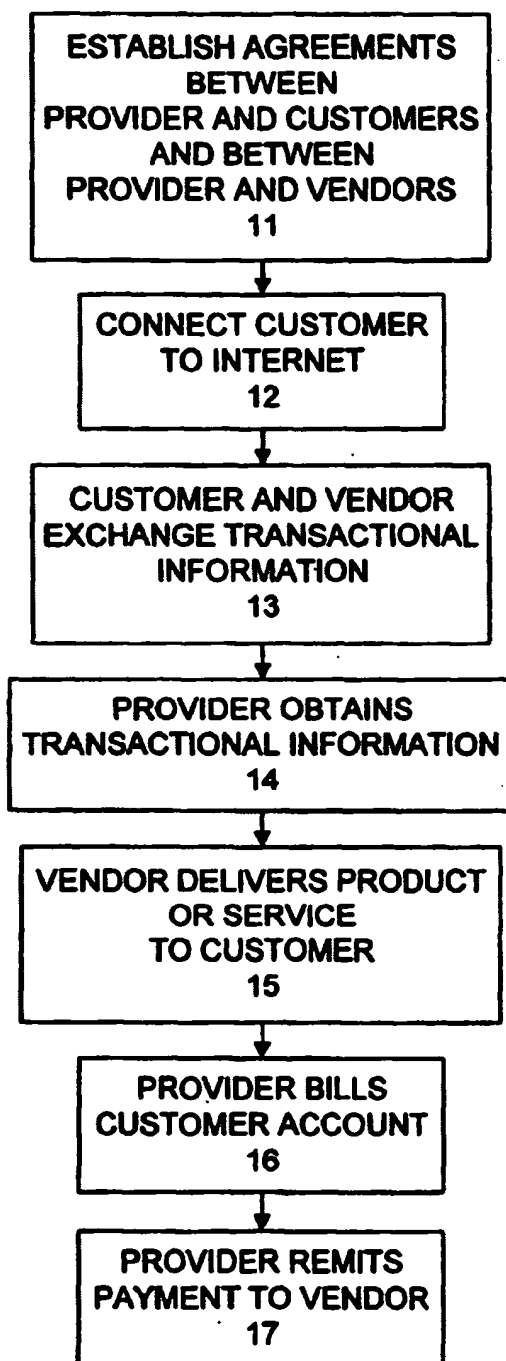 ESTABLISH AGREEMENTS
BETWEEN
PROVIDER AND CUSTOMERS
AND BETWEEN
PROVIDER AND VENDORS
11
CONNECT CUSTOMER
TO INTERNET
12
CUSTOMER AND VENDOR
EXCHANGE TRANSACTIONAL
INFORMATION
13
PROVIDER OBTAINS
TRANSACTIONAL INFORMATION
14
VENDOR DELIVERS PRODUCT
OR SERVICE
TO CUSTOMER
15
PROVIDER BILLS
CUSTOMER ACCOUNT
16
PROVIDER REMITS
PAYMENT TO VENDOR
17